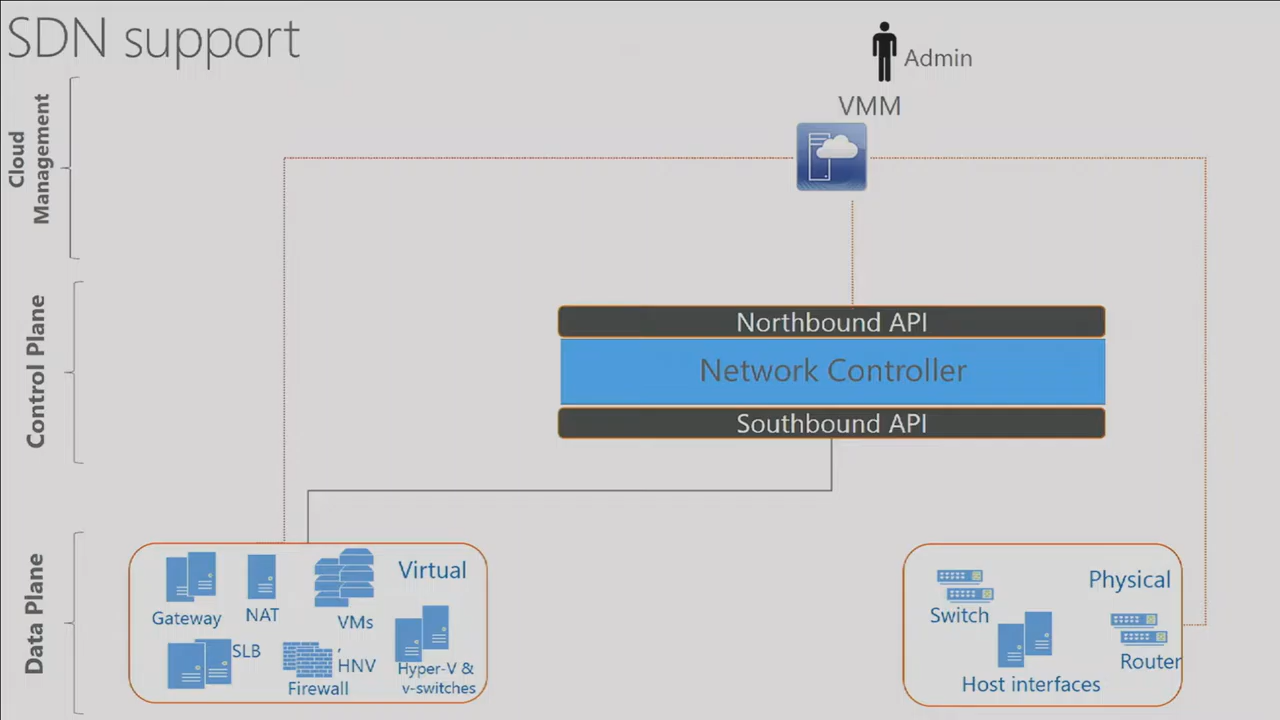 SDN support
Admin
VMM
Cloud
Management
Northbound API
Network Controller
Southbound API
Control Plane
Data Plane
Virtual
Gateway
NAT
VMs
SLB
, HNV
Firewall
Hyper-V &
v-switches
Physical
Switch
Router
Host interfaces